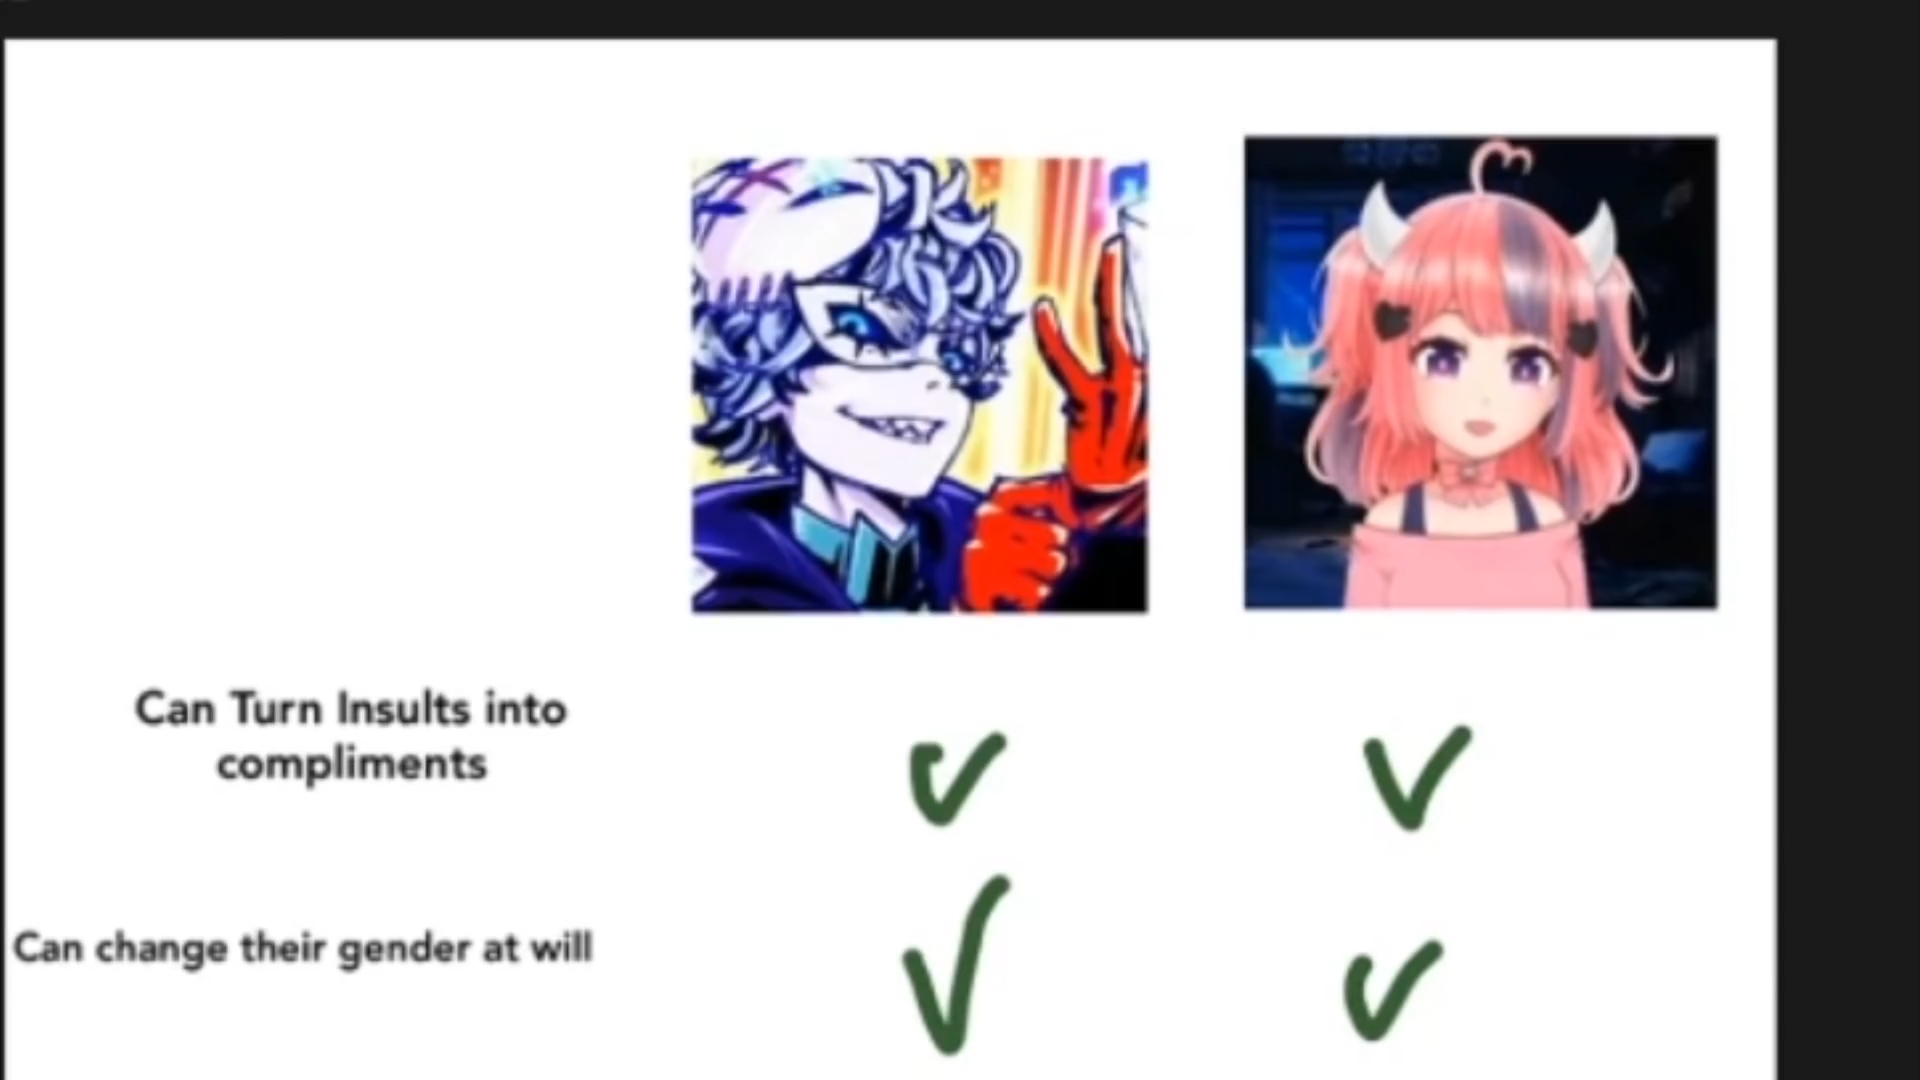 Can Turn Insults into
compliments
Can change their gender at will